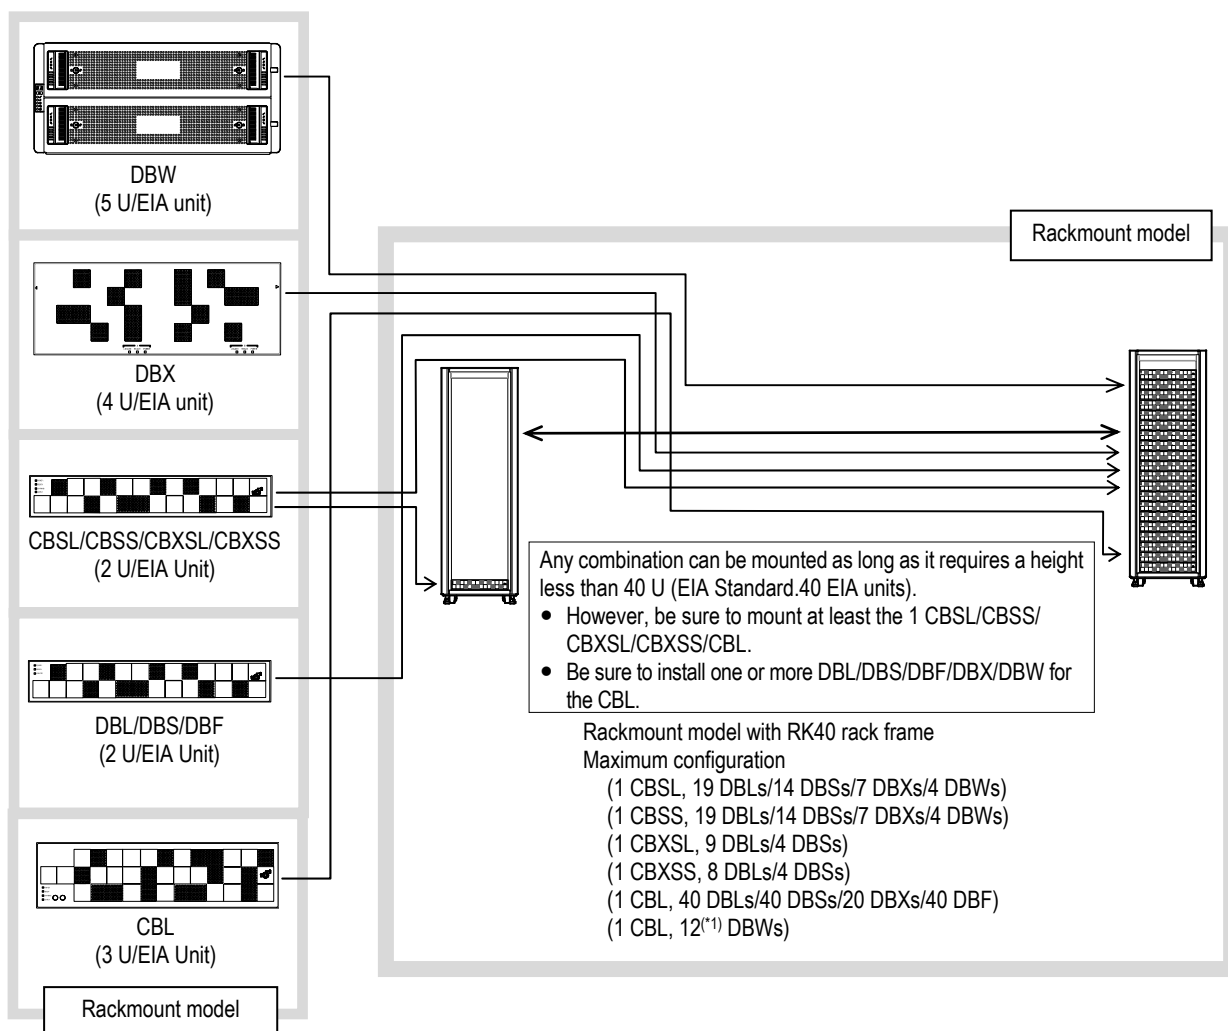 DBW
(5 U/EIA unit)
DBX
(4 U/EIA unit)
CBSL/CBSS/CBXSL/CBXSS
(2 U/EIA Unit)
DBL/DBS/DBF
(2 U/EIA Unit)
CBL
(3 U/EIA Unit)
Rackmount model
Rackmount model
Any combination can be mounted as long as it requires a height
less than 40 U (EIA Standard.40 EIA units).
● However, be sure to mount at least the 1 CBSL/CBSS/
CBXSL/CBXSS/CBL.
● Be sure to install one or more DBL/DBS/DBF/DBX/DBW for
the CBL.
Rackmount model with RK40 rack frame
Maximum configuration
(1 CBSL, 19 DBLs/14 DBSs/7 DBXs/4 DBWs)
(1 CBSS, 19 DBLs/14 DBSs/7 DBXs/4 DBWs)
(1 CBXSL, 9 DBLs/4 DBSs)
(1 CBXSS, 8 DBLs/4 DBSs)
(1 CBL, 40 DBLs/40 DBSs/20 DBXs/40 DBF)
(1 CBL, 12(*1) DBWs)